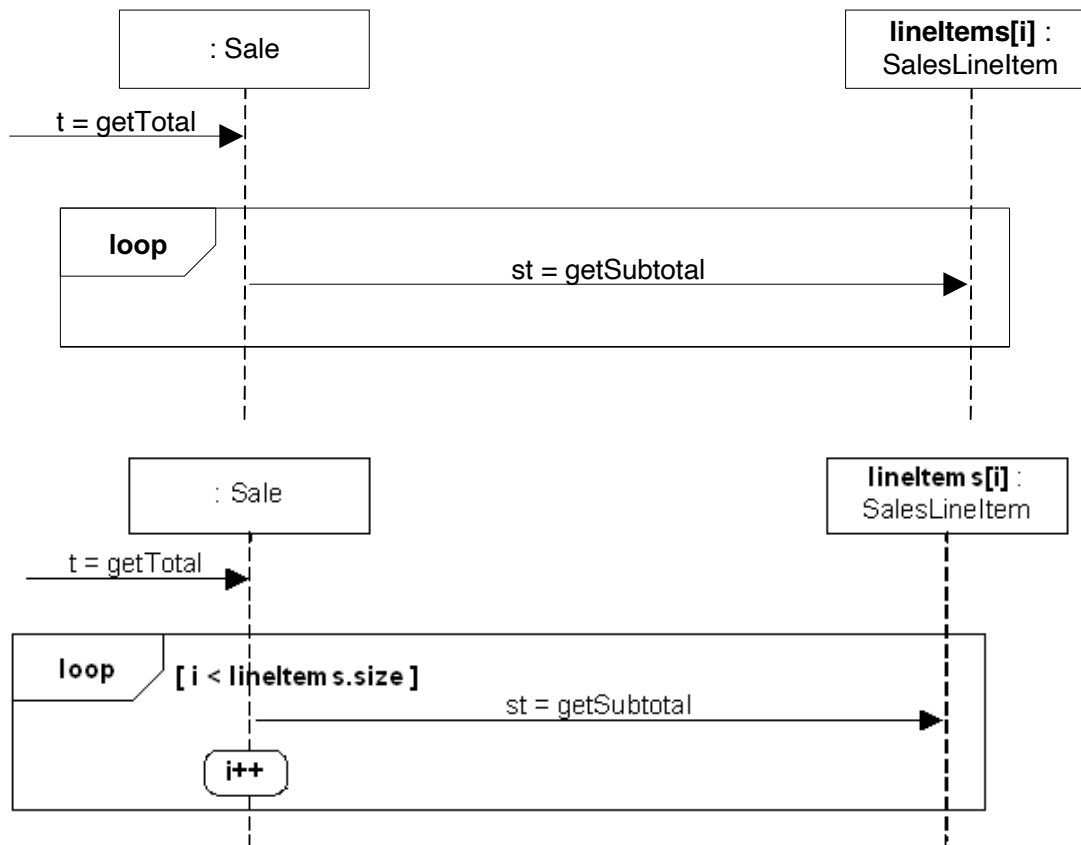 : Sale
lineItems[i] :
SalesLineItem
t = getTotal
loop
st = getSubtotal
: Sale
lineItems[i] :
SalesLineItem
t = getTotal
loop
[ i < lineItems.size ]
st = getSubtotal
i++